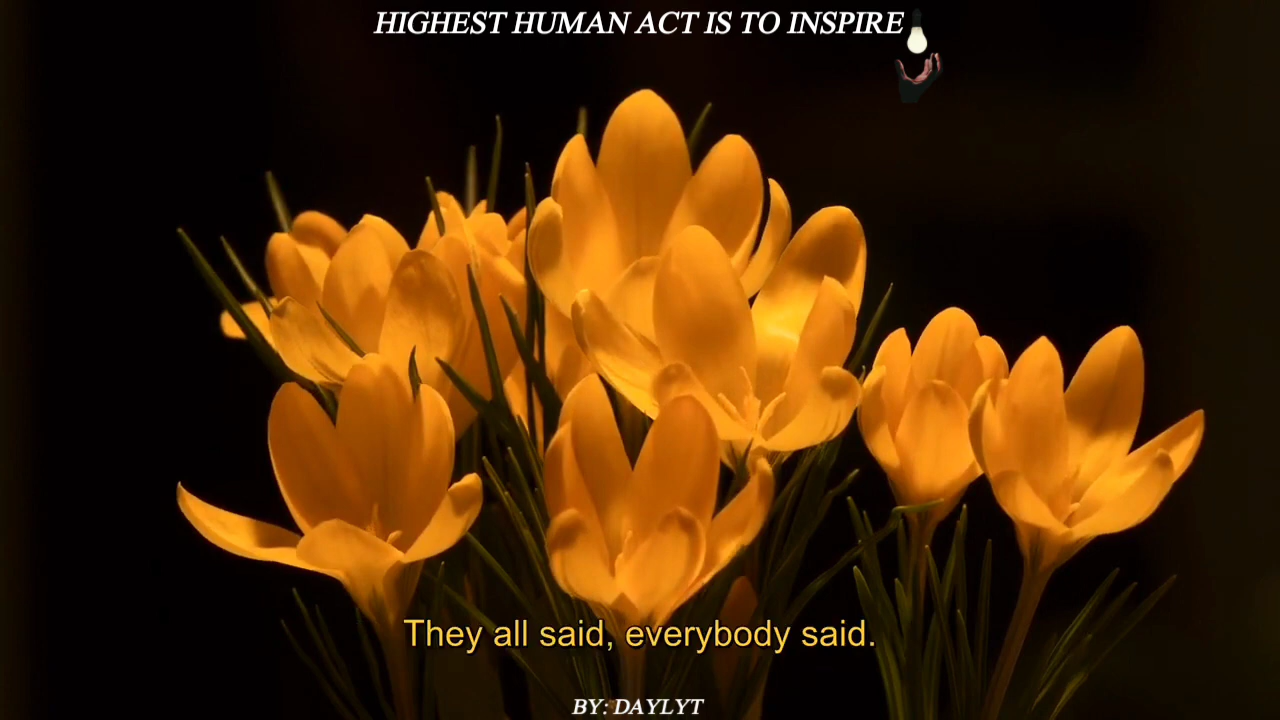 HIGHEST HUMAN ACT IS TO INSPIRE
They all said, everybody said.
BY: DAYLYT